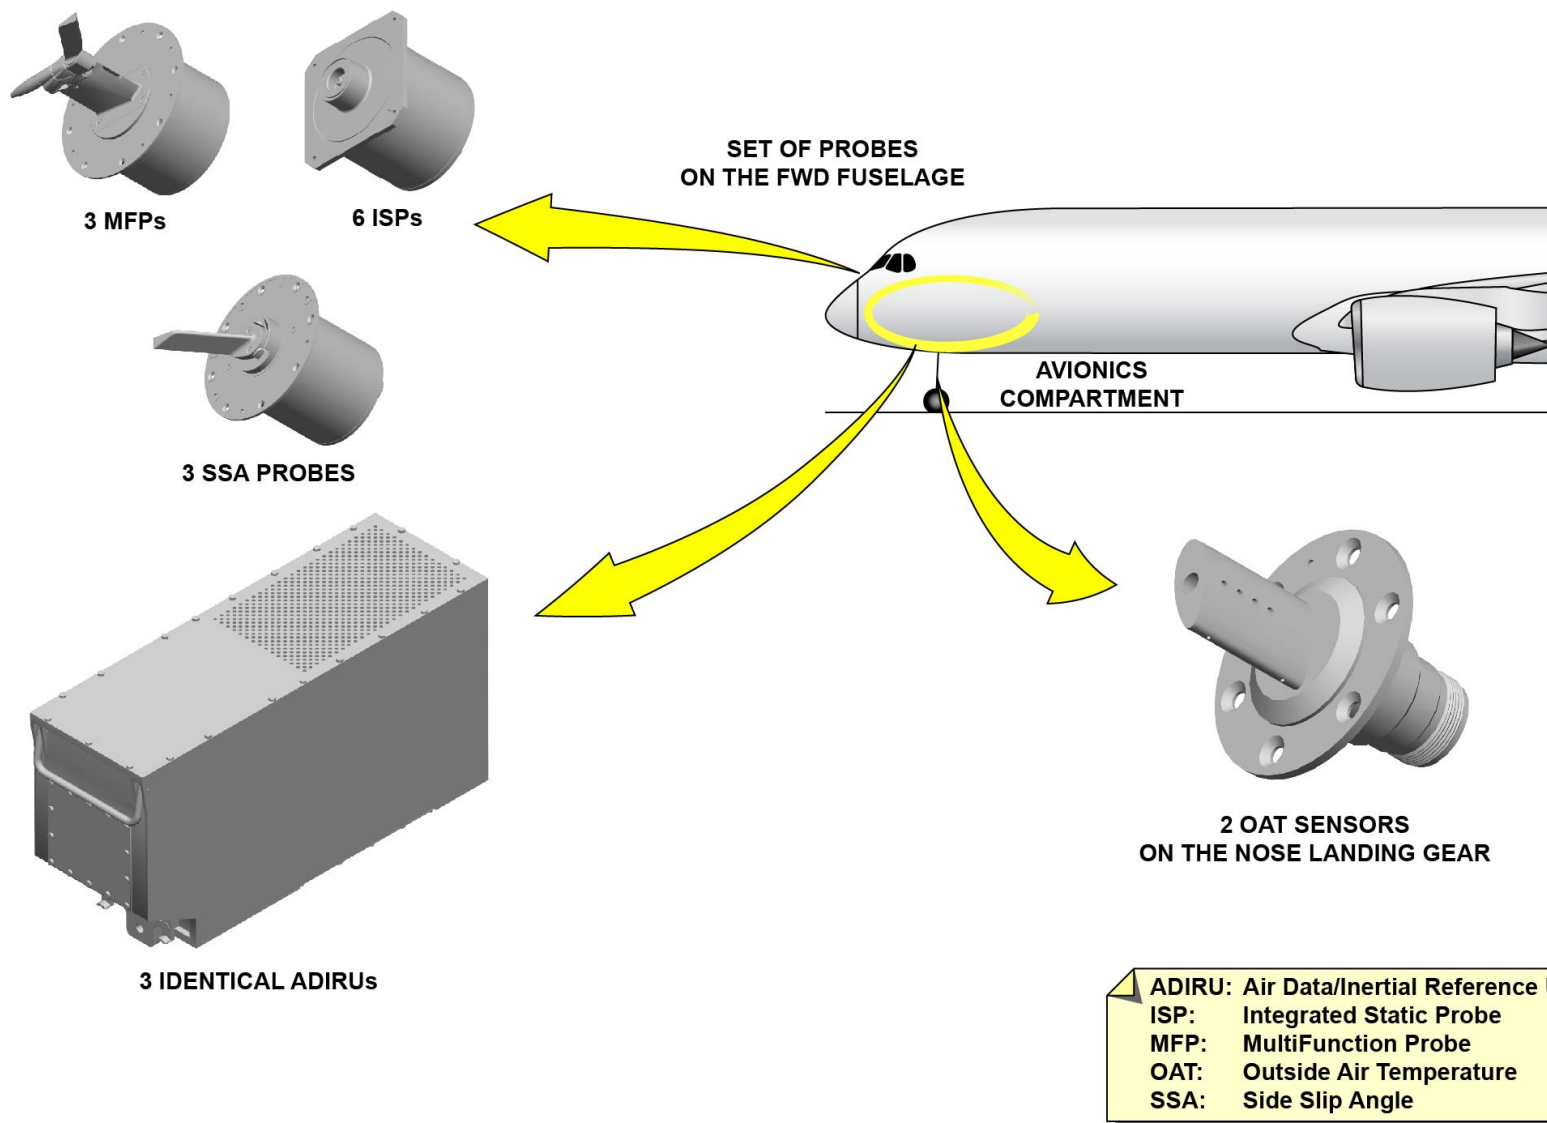 SET OF PROBES
ON THE FWD FUSELAGE
3 MFPs
6 ISPs
3 SSA PROBES
AVIONICS
COMPARTMENT
2 OAT SENSORS
ON THE NOSE LANDING GEAR
3 IDENTICAL ADIRUs
ADIRU: Air Data/Inertial Reference
ISP: Integrated Static Probe
MFP: MultiFunction Probe
OAT: Outside Air Temperature
SSA: Side Slip Angle